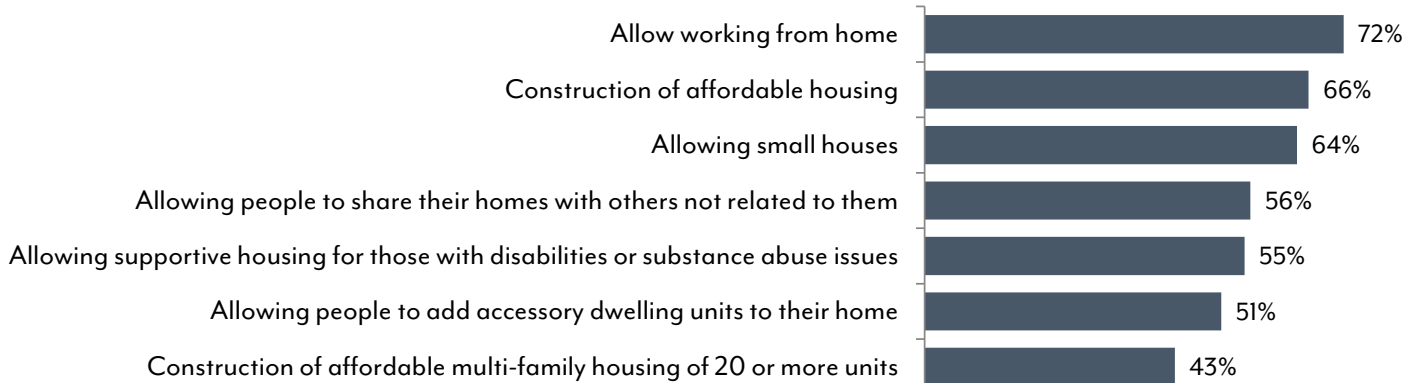 Allow working from home 72%
Construction of affordable housing 66%
Allowing small houses 64%
Allowing people to share their homes with others not related to them 56%
Allowing supportive housing for those with disabilities or substance abuse issues 55%
Allowing people to add accessory dwelling units to their home 51%
Construction of affordable multi-family housing of 20 or more units 43%